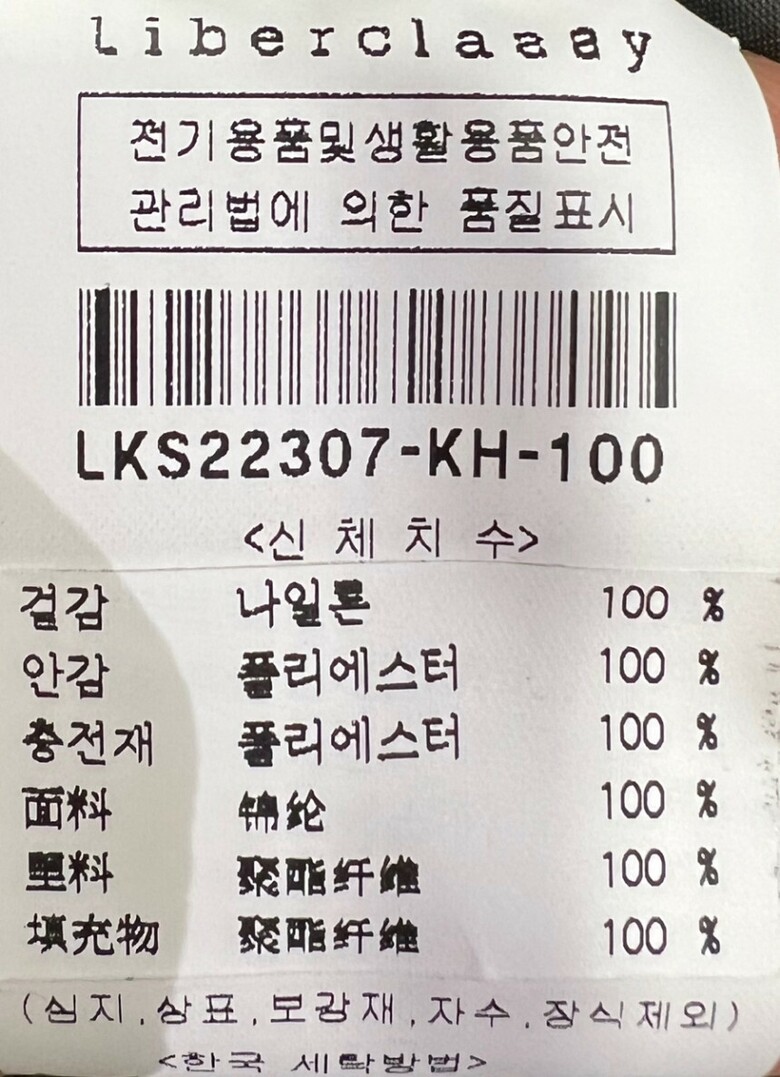 Liberclassy
전기용품및생활용품안전
관리법에 의한 품질표시
LKS22307-KH-100
<신 체 치 수>
겉감 나일론 100 %
안감 폴리에스터 100 %
충전재 폴리에스터 100 %
面料 锦纶 100 %
里料 聚酯纤维 100 %
填充物 聚酯纤维 100 %
(심지,상표,보강재,자수,장식제외)
<한국 세탁방법>